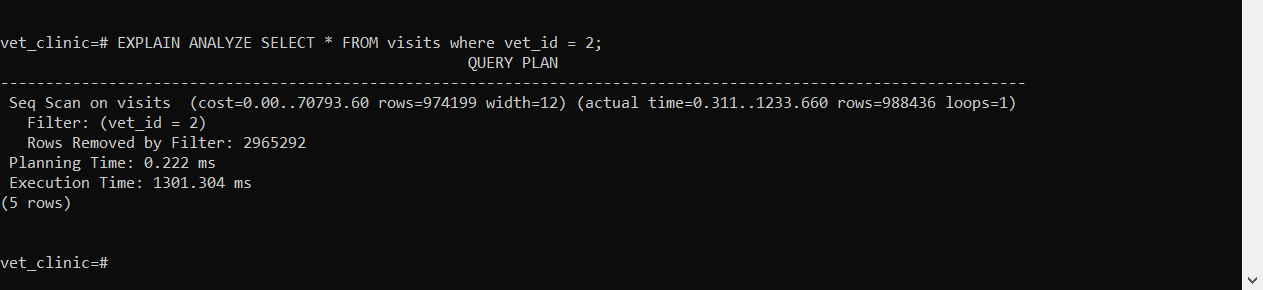 vet_clinic=# EXPLAIN ANALYZE SELECT * FROM visits where vet_id = 2;
QUERY PLAN
------------------------------------------------------------------------------------------------------------------
Seq Scan on visits  (cost=0.00..70793.60 rows=974199 width=12) (actual time=0.311..1233.660 rows=988436 loops=1)
  Filter: (vet_id = 2)
  Rows Removed by Filter: 2965292
Planning Time: 0.222 ms
Execution Time: 1301.304 ms
(5 rows)
vet_clinic=#